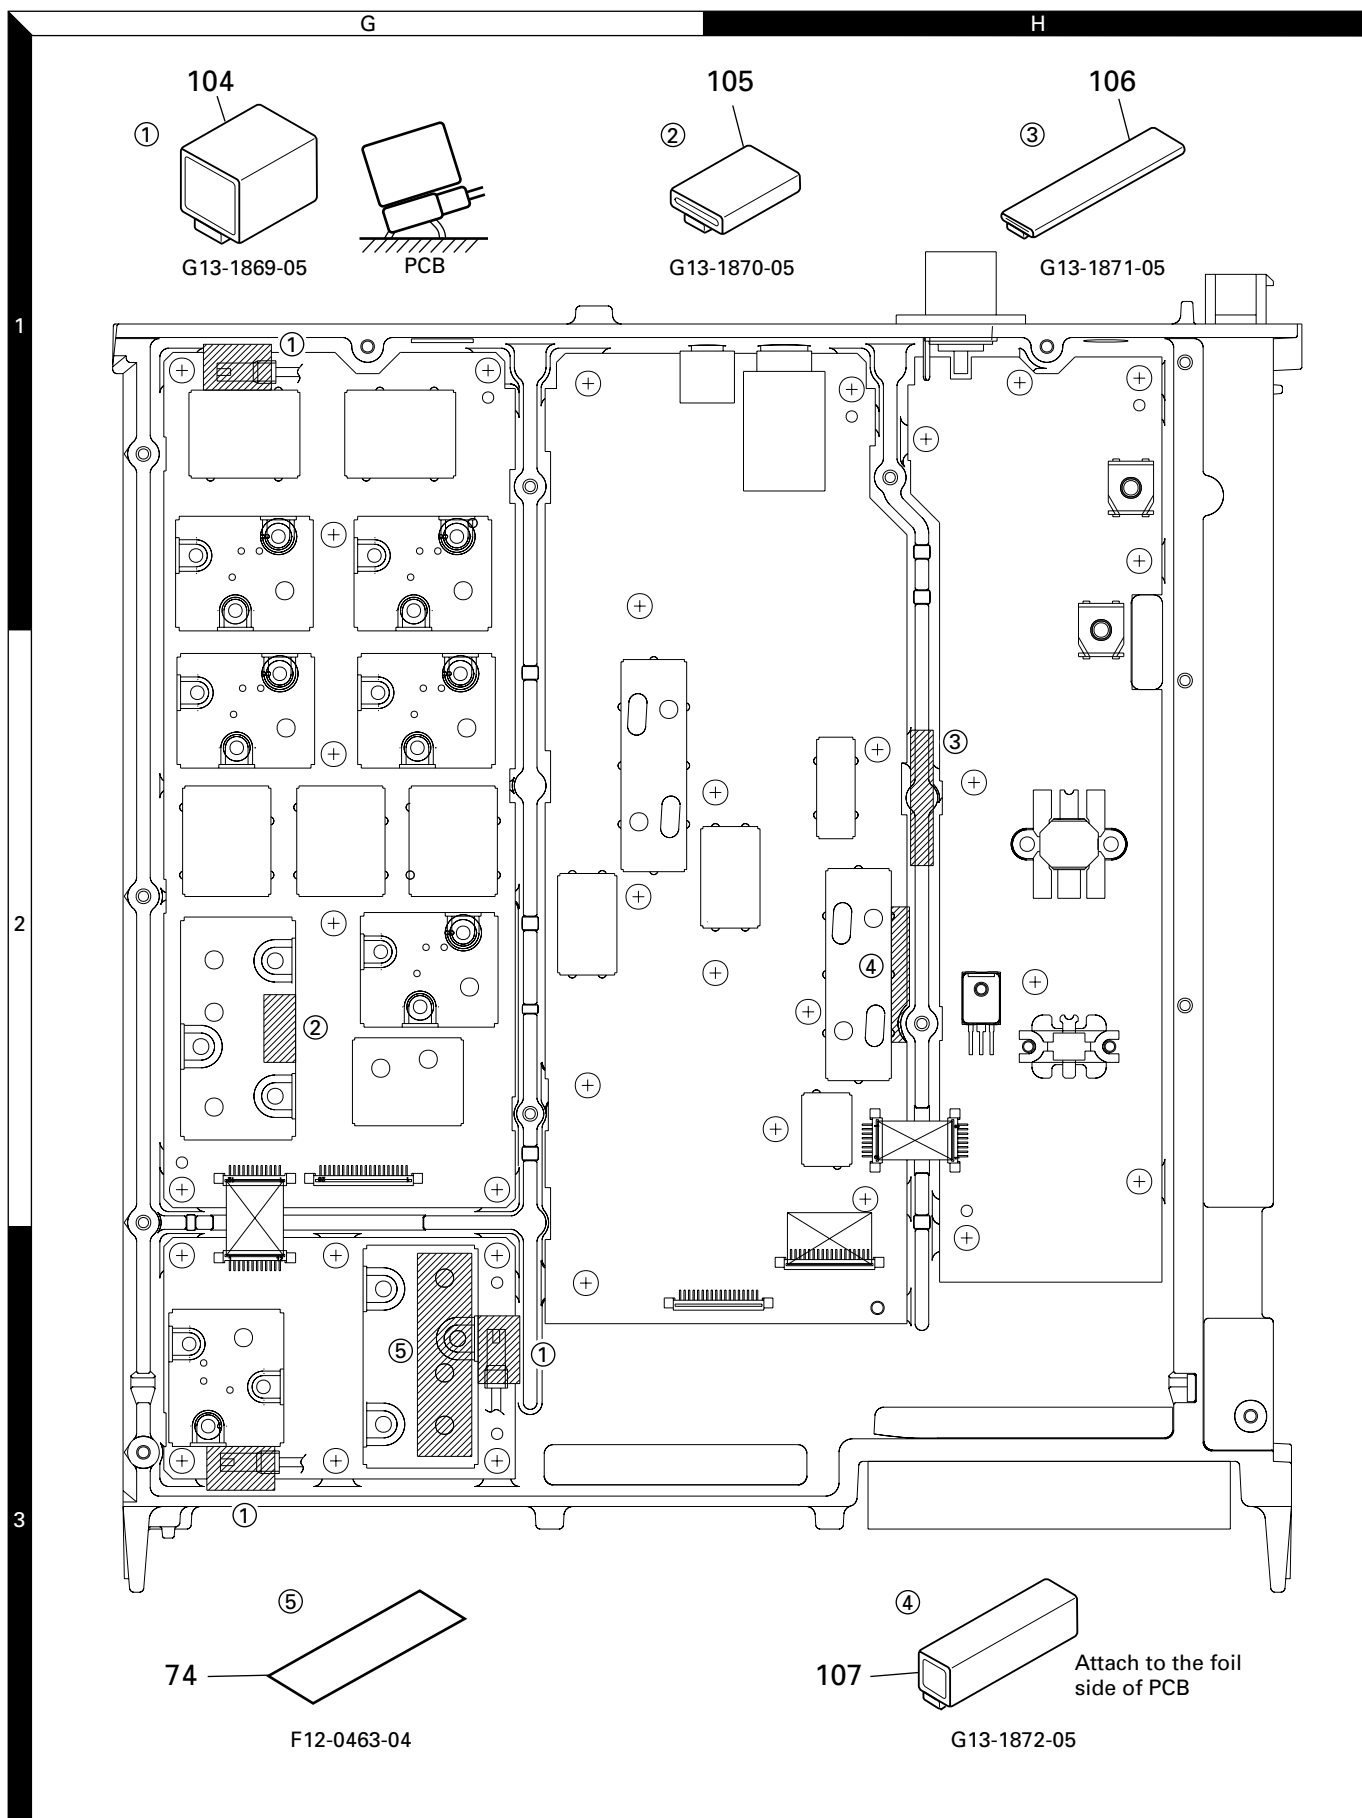 G H
104 105 106
① ② ③
G13-1869-05 PCB G13-1870-05 G13-1871-05
1
①
③
2
④
②
⑤ ①
①
3
⑤ ④
74 107 Attach to the foil
side of PCB
F12-0463-04 G13-1872-05